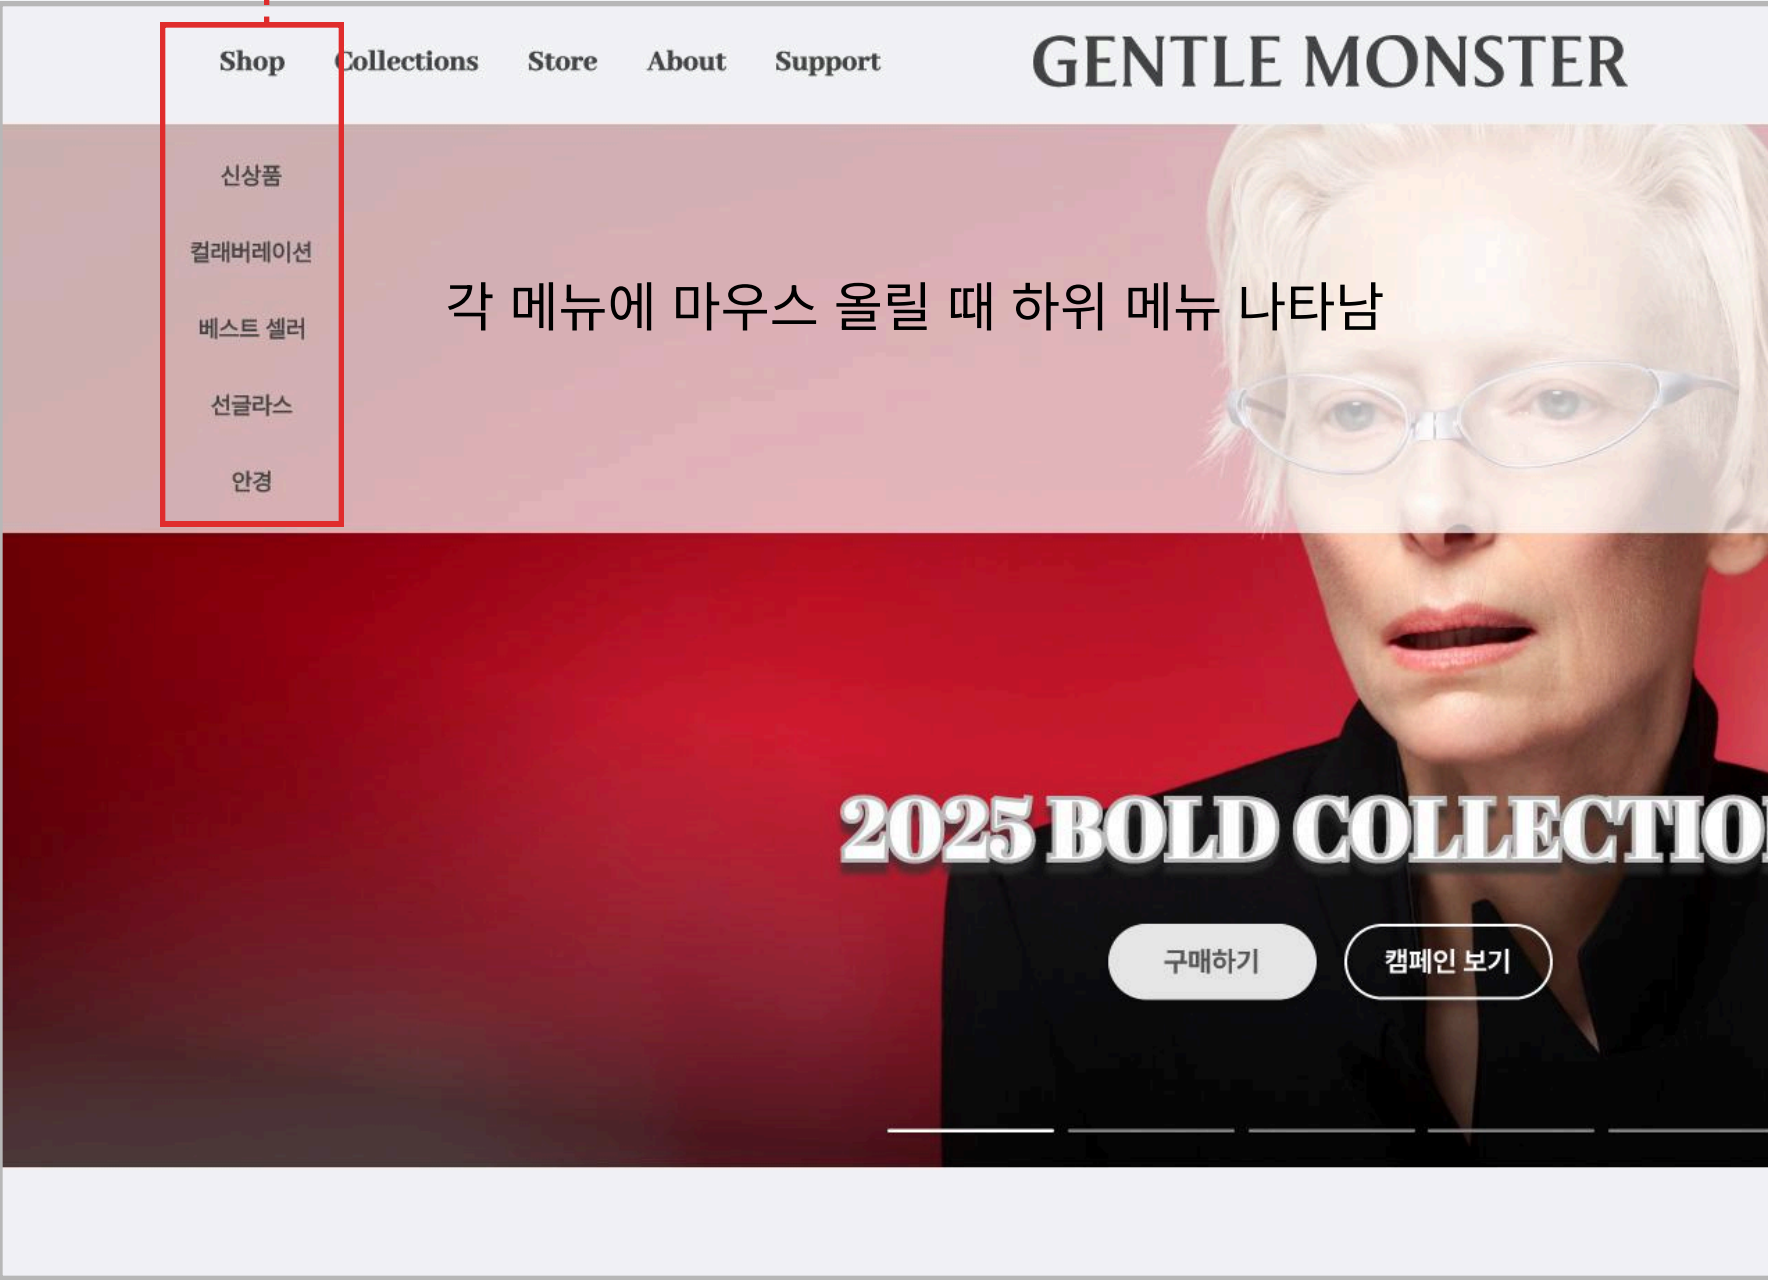 Shop Collections Store About Support GENTLE MONSTER
신상품
컬래버레이션
베스트 셀러
선글라스
안경
각 메뉴에 마우스 올릴 때 하위 메뉴 나타남
2025 BOLD COLLECTIO
구매하기 캠페인 보기